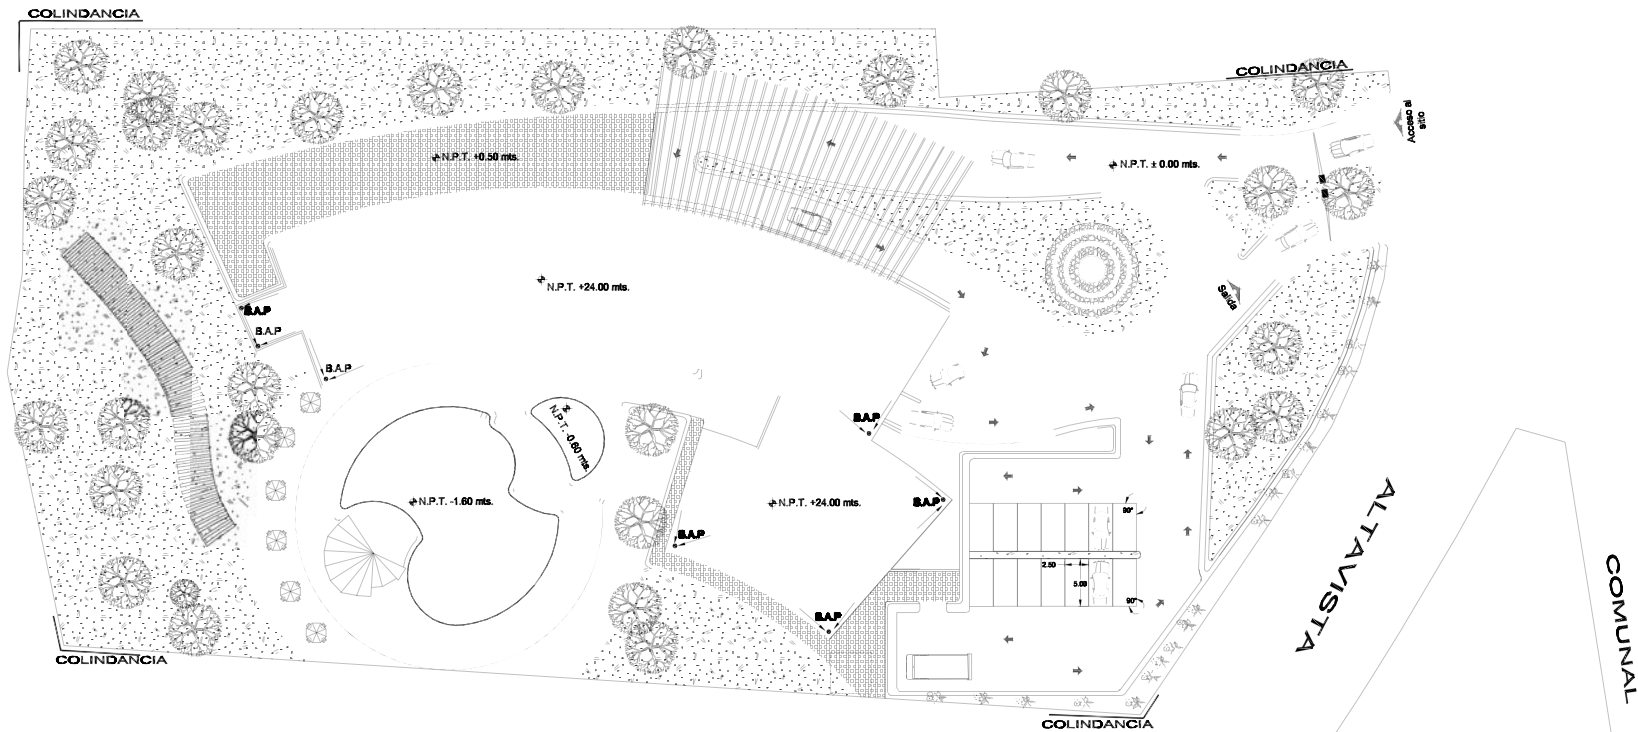 COLINDANCIA
COLINDANCIA
Acceso al
sitio
N.P.T. +0.50 mts.
N.P.T. ± 0.00 mts.
N.P.T. +24.00 mts.
Salida
B.A.P
B.A.P
B.A.P
N.P.T. -0.60 mts.
B.A.P
N.P.T. -1.60 mts.
N.P.T. +24.00 mts.
B.A.P
90°
B.A.P
2.50
5.00
90°
B.A.P
ALTAVISTA
COMUNAL
COLINDANCIA
COLINDANCIA